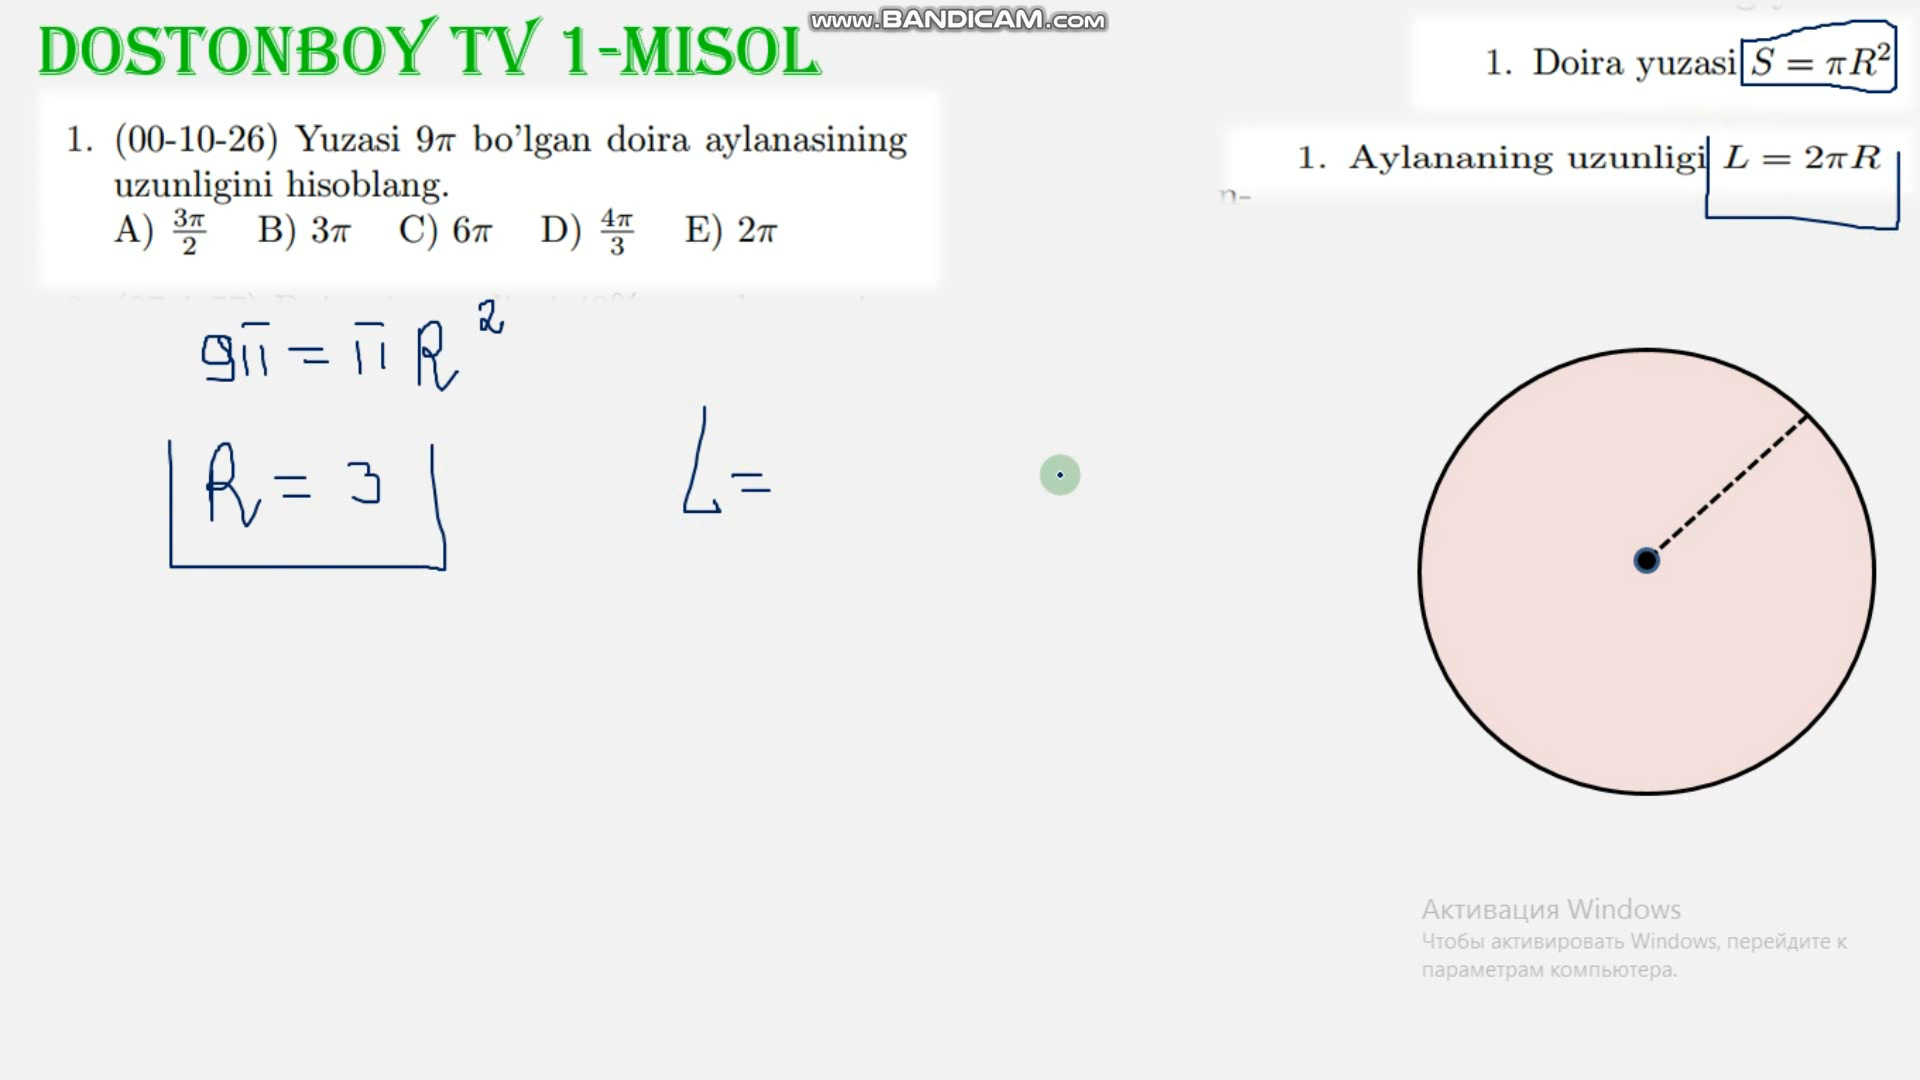 www.BANDICAM.com
DOSTONBOY TV 1-MISOL
1. (00-10-26) Yuzasi 9π bo'lgan doira aylanasining
uzunligini hisoblang.
A) 3π/2 B) 3π C) 6π D) 4π/3 E) 2π
1. Doira yuzasi S = πR²
1. Aylananing uzunligi L = 2πR
n-
9π = π R²
R = 3
L =
Активация Windows
Чтобы активировать Windows, перейдите к
параметрам компьютера.